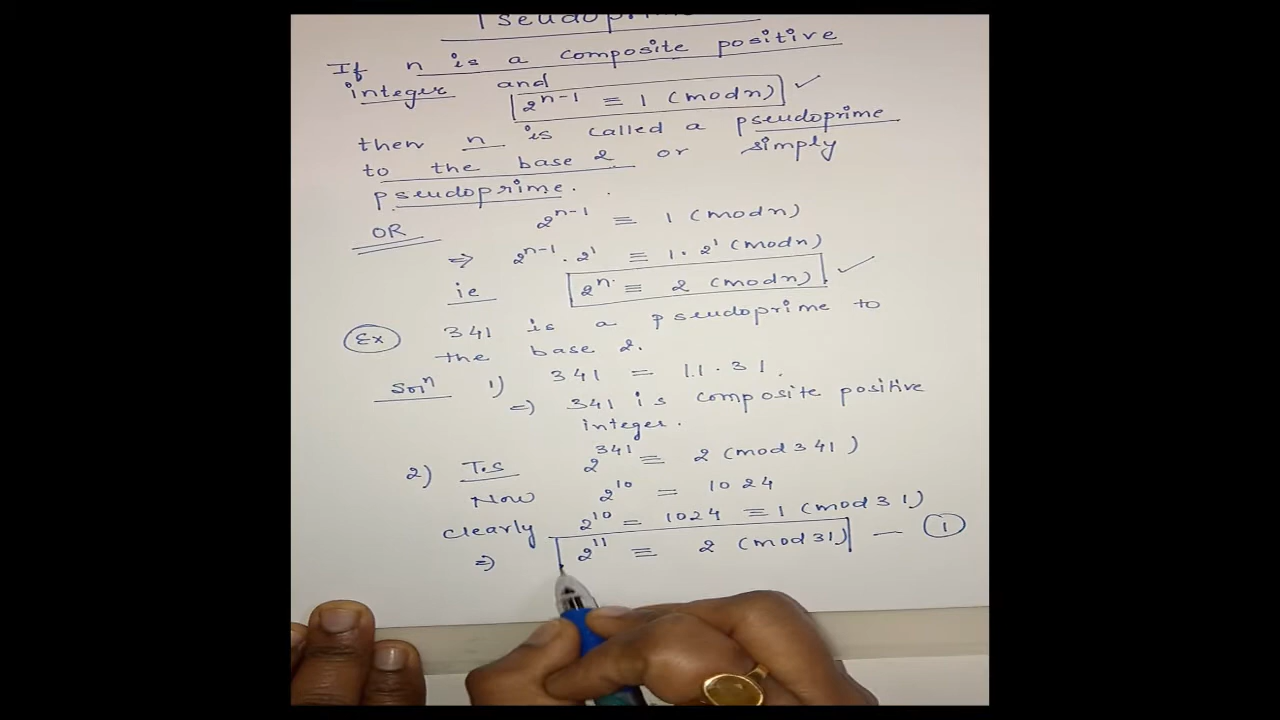 Pseudoprime
If n is a composite positive
integer and
2^{n-1} ≡ 1 (mod n) ✓
then n is called a pseudoprime
to the base 2 or simply
pseudoprime.
OR 2^{n-1} ≡ 1 (mod n)
⇒ 2^{n-1} · 2^1 ≡ 1 · 2^1 (mod n)
ie 2^n ≡ 2 (mod n) ✓
Ex 341 is a pseudoprime to
the base 2.
Sol^n 1) 341 = 11 · 31.
⇒ 341 is composite positive
integer.
2) T.S 2^{341} ≡ 2 (mod 341)
Now 2^{10} = 1024
clearly 2^{10} = 1024 ≡ 1 (mod 31)
⇒ 2^{11} ≡ 2 (mod 31) — 1